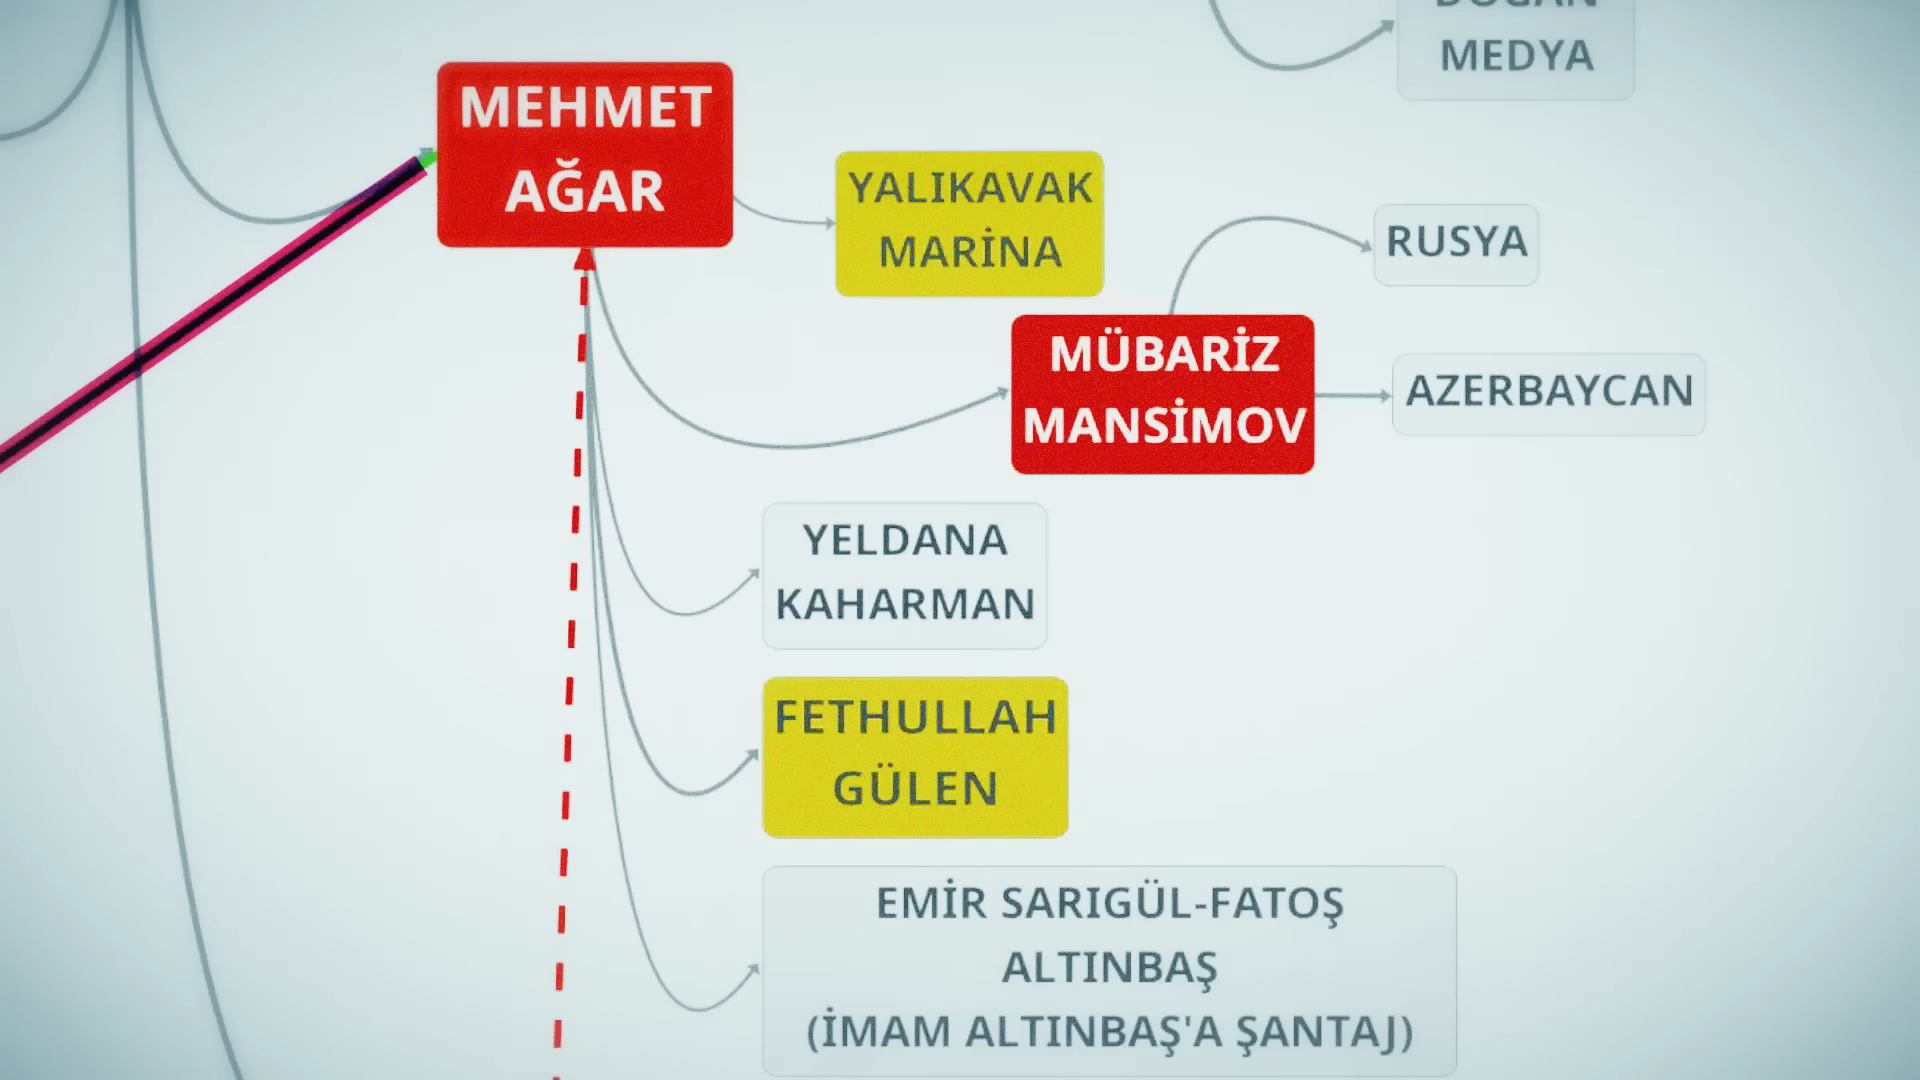 DOĞAN
MEDYA
MEHMET
AĞAR
YALIKAVAK
MARİNA
RUSYA
MÜBARİZ
MANSİMOV
AZERBAYCAN
YELDANA
KAHARMAN
FETHULLAH
GÜLEN
EMİR SARIGÜL-FATOŞ
ALTINBAŞ
(İMAM ALTINBAŞ'A ŞANTAJ)